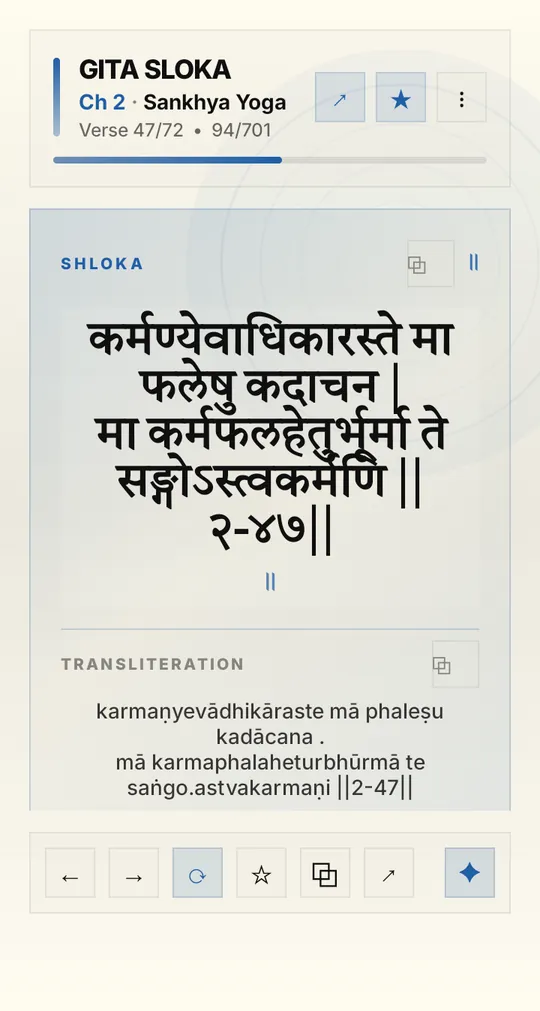 GITA SLOKA
Ch 2 · Sankhya Yoga
Verse 47/72 • 94/701
SHLOKA
॥
कर्मण्येवाधिकारस्ते मा
फलेषु कदाचन |
मा कर्मफलहेतुर्भूर्मा ते
सङ्गोऽस्त्वकर्मणि ||
२-४७||
॥
TRANSLITERATION
karmaṇyevādhikāraste mā phaleṣu
kadācana .
mā karmaphalaheturbhūrmā te
saṅgo.astvakarmaṇi ||2-47||